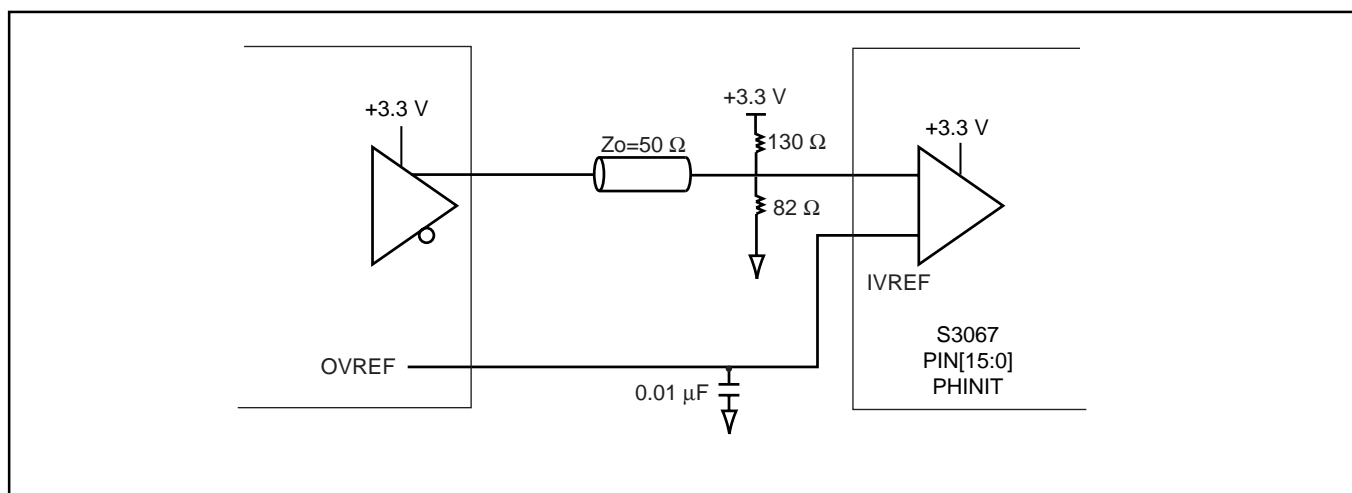 +3.3 V
Zo=50 Ω
+3.3 V
130 Ω
82 Ω
+3.3 V
IVREF
OVREF
0.01 µF
S3067
PIN[15:0]
PHINIT